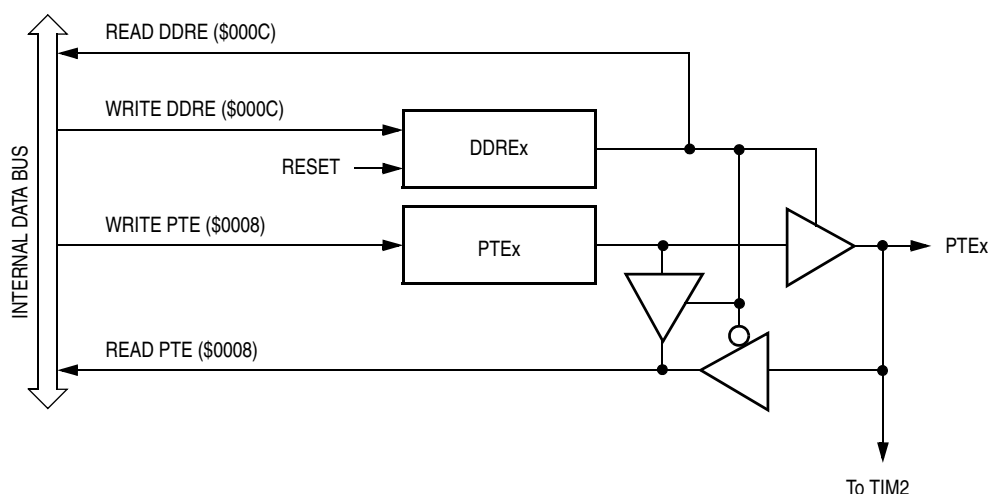 READ DDRE ($000C)
WRITE DDRE ($000C)
DDREx
RESET
INTERNAL DATA BUS
WRITE PTE ($0008)
PTEx
PTEx
READ PTE ($0008)
To TIM2